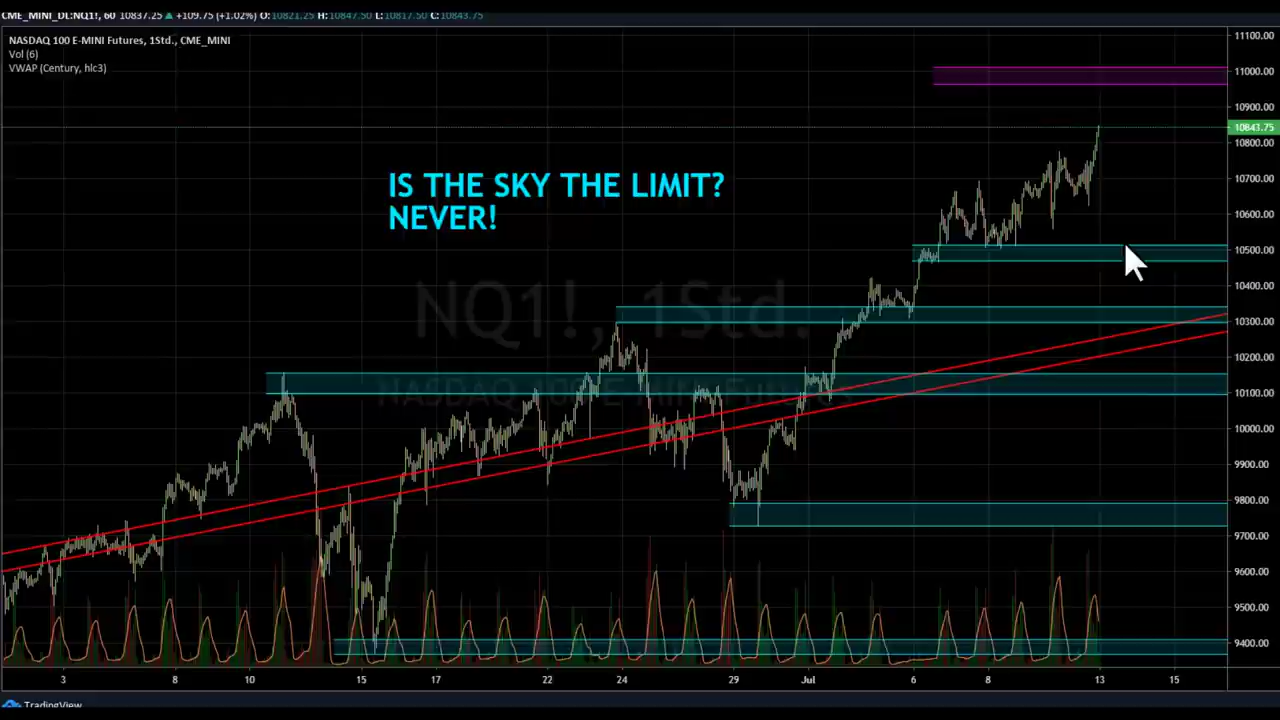 CME_MINI_DL:NQ1!, 60 10837.25 ▲ +109.75 (+1.02%) O:10821.25 H:10847.50 L:10817.50 C:10843.75
NASDAQ 100 E-MINI Futures, 1Std., CME_MINI
Vol (6)
VWAP (Century, hlc3)
IS THE SKY THE LIMIT?
NEVER!
NQ1!, 1Std.
NASDAQ 100 E-MINI Futures
11100.00
11000.00
10900.00
10843.75
10800.00
10700.00
10600.00
10500.00
10400.00
10300.00
10200.00
10100.00
10000.00
9900.00
9800.00
9700.00
9600.00
9500.00
9400.00
3 8 10 15 17 22 24 29 Jul 6 8 13 15
TradingView